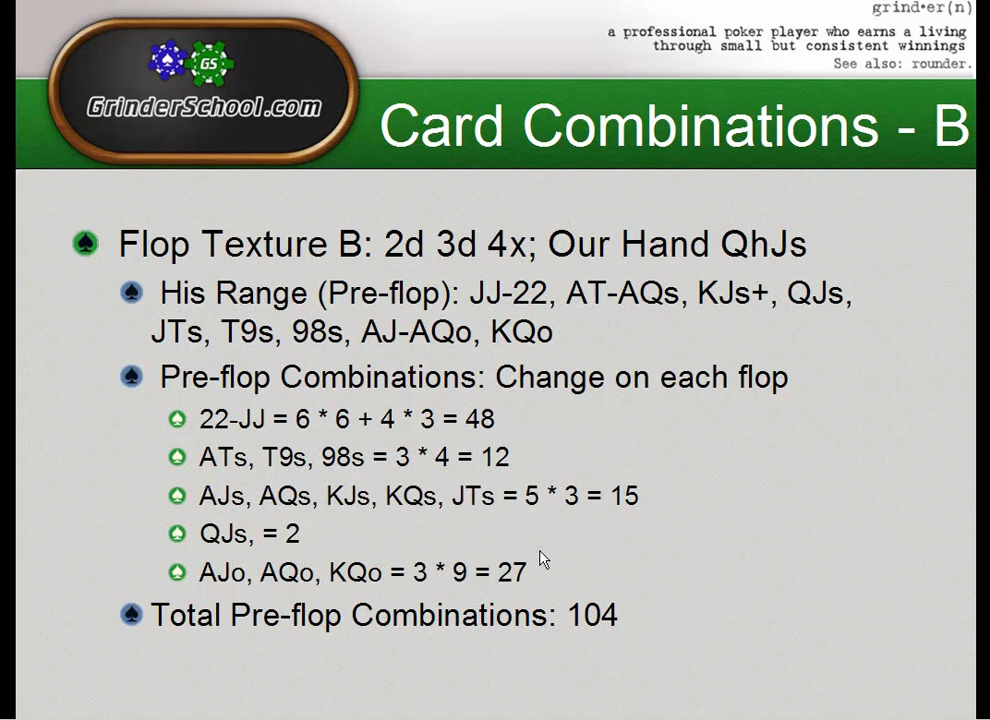 grind•er(n)
a professional poker player who earns a living
through small but consistent winnings
See also: rounder.
GS
GrinderSchool.com
Card Combinations - B
Flop Texture B: 2d 3d 4x; Our Hand QhJs
His Range (Pre-flop): JJ-22, AT-AQs, KJs+, QJs,
JTs, T9s, 98s, AJ-AQo, KQo
Pre-flop Combinations: Change on each flop
22-JJ = 6 * 6 + 4 * 3 = 48
ATs, T9s, 98s = 3 * 4 = 12
AJs, AQs, KJs, KQs, JTs = 5 * 3 = 15
QJs, = 2
AJo, AQo, KQo = 3 * 9 = 27
Total Pre-flop Combinations: 104